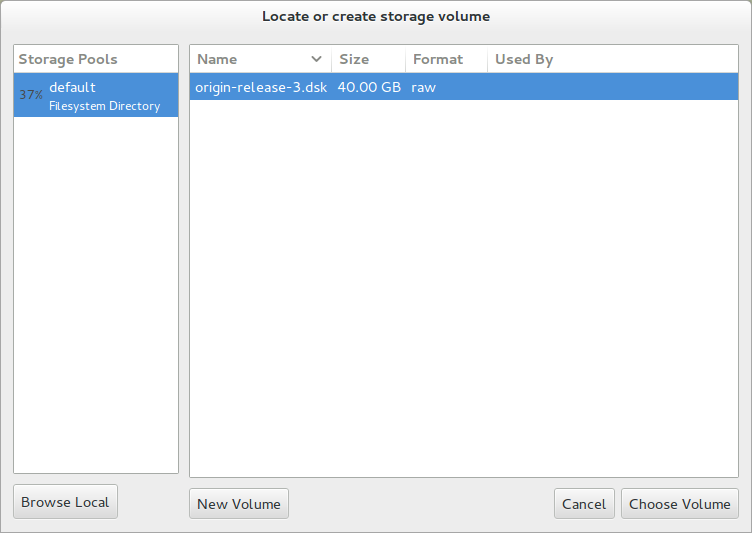 Locate or create storage volume
Storage Pools
37%
default
Filesystem Directory
Name Size Format Used By
origin-release-3.dsk 40.00 GB raw
Browse Local
New Volume
Cancel
Choose Volume